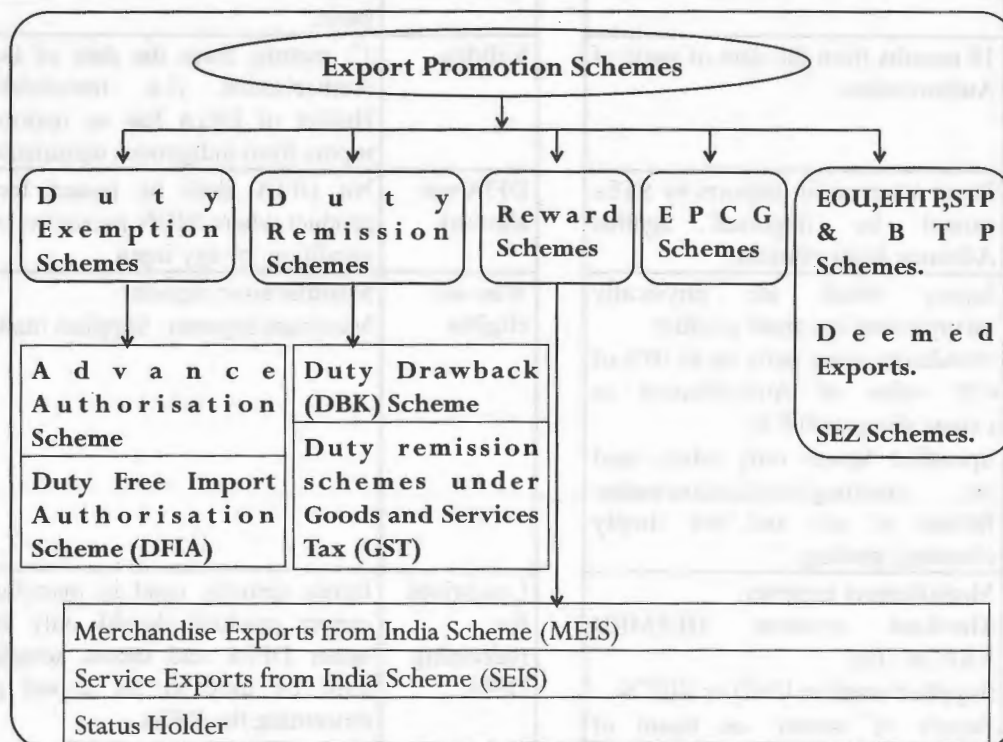 Export Promotion Schemes
D u t y
Exemption
Schemes
D u t y
Remission
Schemes
Reward
Schemes
E P C G
Schemes
EOU,EHTP,STP
& B T P
Schemes.
D e e m e d
Exports.
SEZ Schemes.
A d v a n c e
Authorisation
Scheme
Duty Free Import
Authorisation
Scheme (DFIA)
Duty Drawback
(DBK) Scheme
Duty remission
schemes under
Goods and Services
Tax (GST)
Merchandise Exports from India Scheme (MEIS)
Service Exports from India Scheme (SEIS)
Status Holder